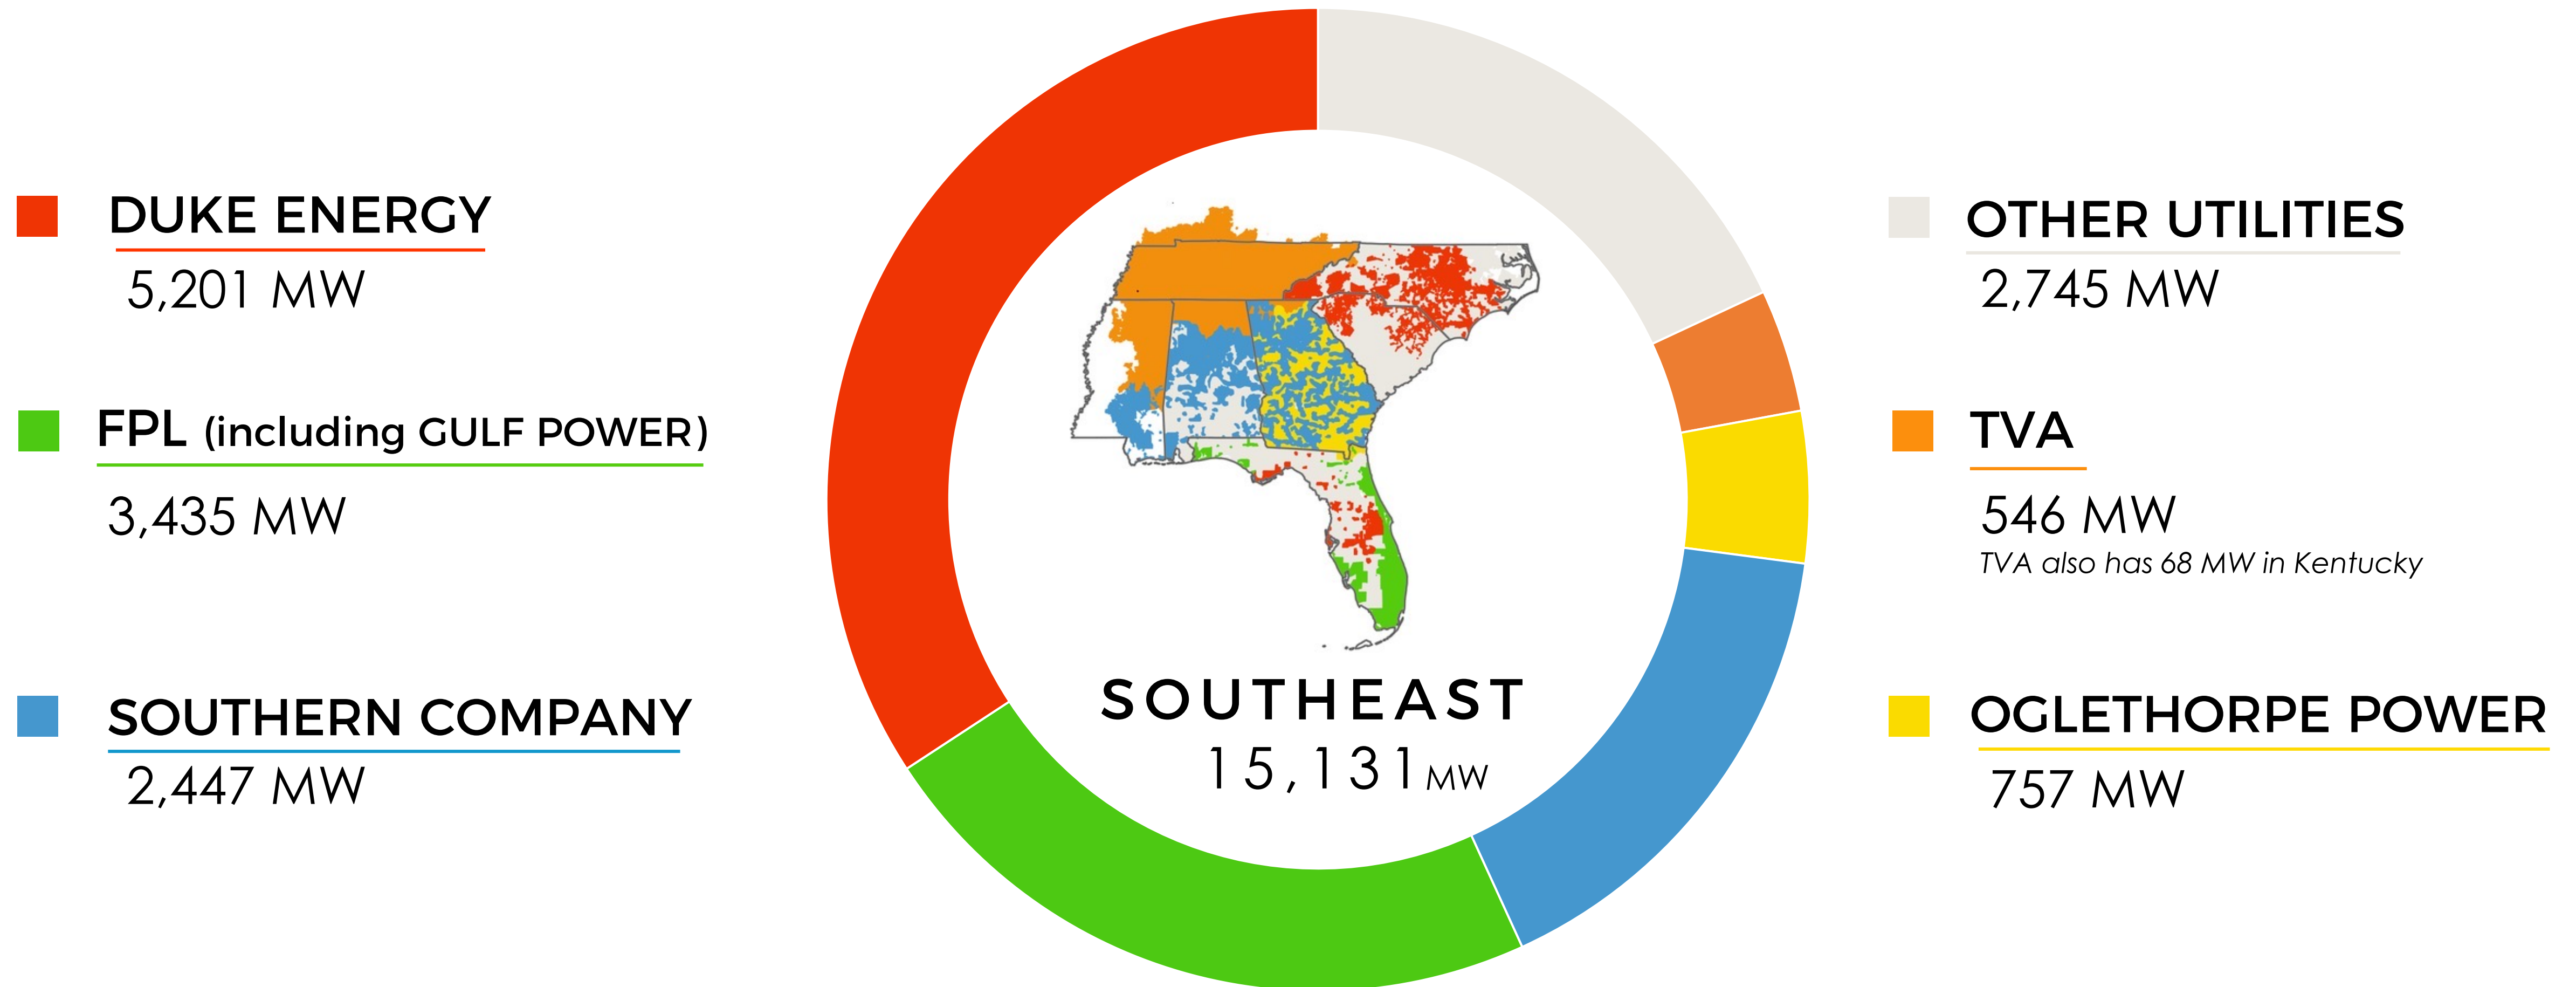 DUKE ENERGY
5,201 MW
FPL (including GULF POWER)
3,435 MW
SOUTHERN COMPANY
2,447 MW
SOUTHEAST
15,131 MW
OTHER UTILITIES
2,745 MW
TVA
546 MW
TVA also has 68 MW in Kentucky
OGLETHORPE POWER
757 MW